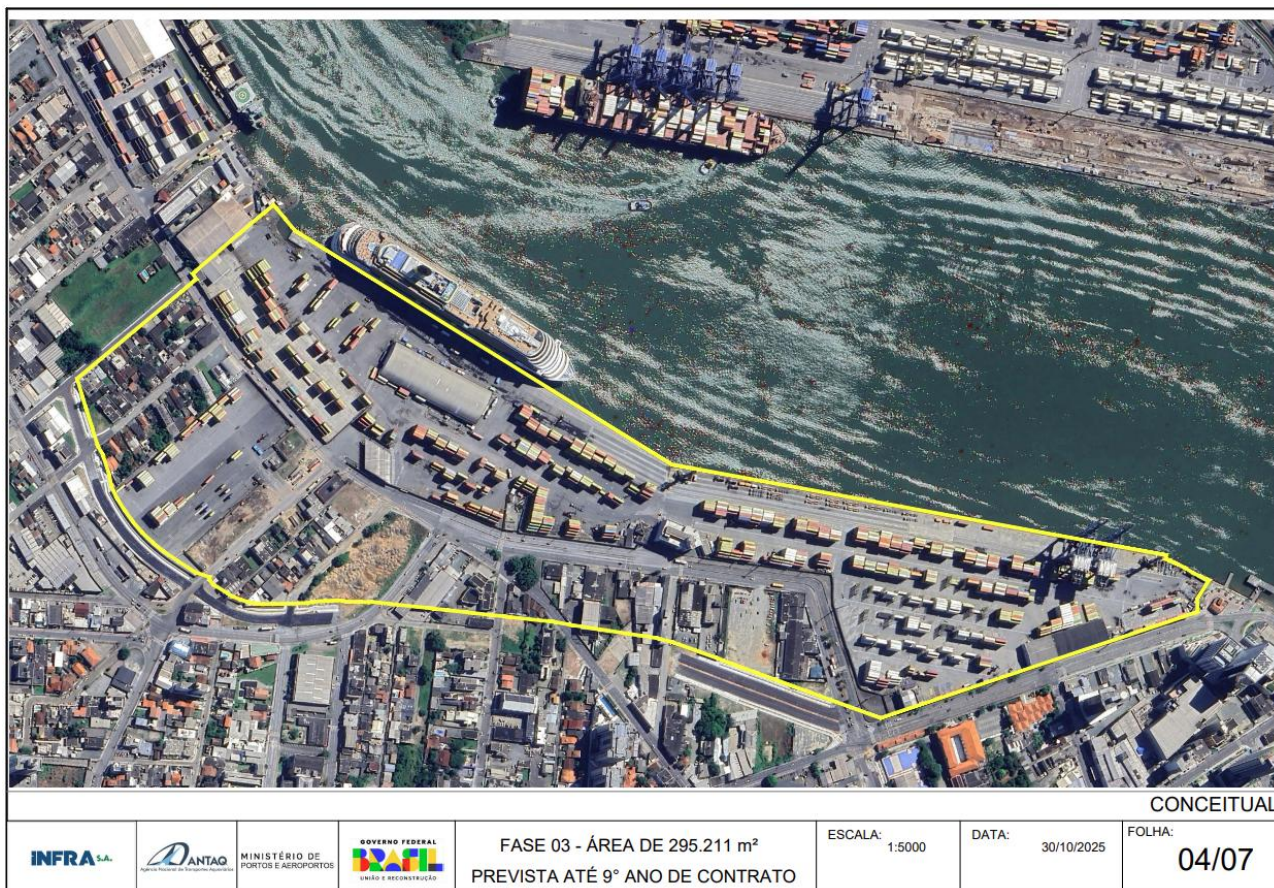 CONCEITUAL
INFRA S.A.
ANTAQ
Agência Nacional de Transportes Aquaviários
MINISTÉRIO DE
PORTOS E AEROPORTOS
GOVERNO FEDERAL
BRASIL
UNIÃO E RECONSTRUÇÃO
FASE 03 - ÁREA DE 295.211 m²
PREVISTA ATÉ 9° ANO DE CONTRATO
ESCALA:
1:5000
DATA:
30/10/2025
FOLHA:
04/07